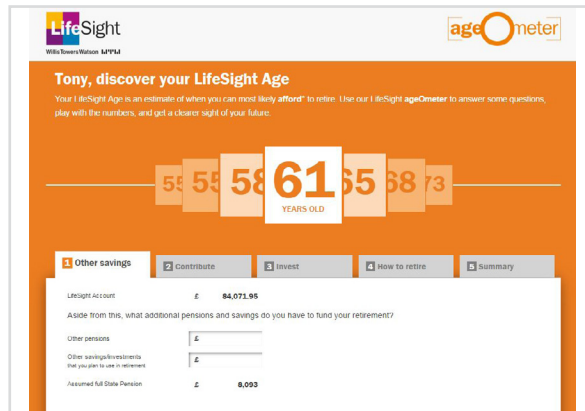 LifeSight
WillisTowersWatson
ageOmeter
Tony, discover your LifeSight Age
Your LifeSight Age is an estimate of when you can most likely afford* to retire. Use our LifeSight ageOmeter to answer some questions,
play with the numbers, and get a clearer sight of your future.
55 55 58 61 65 68 73
YEARS OLD
1 Other savings 2 Contribute 3 Invest 4 How to retire 5 Summary
LifeSight Account £ 84,071.95
Aside from this, what additional pensions and savings do you have to fund your retirement?
Other pensions £
Other savings/investments £
that you plan to use in retirement
Assumed full State Pension £ 8,093